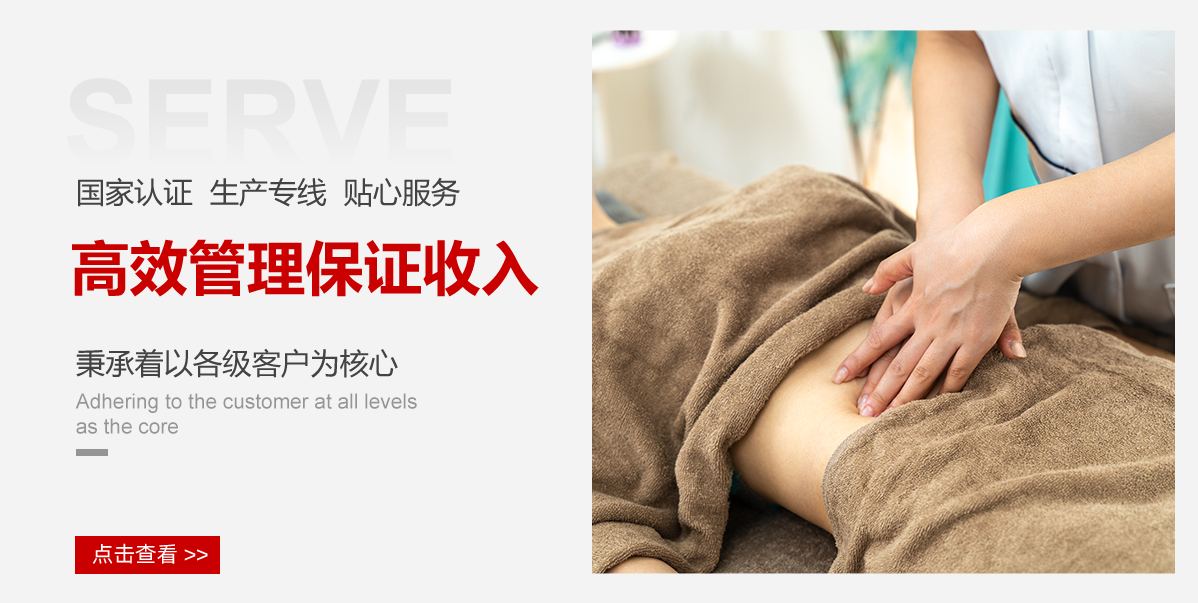 SERVE
国家认证 生产专线 贴心服务
高效管理保证收入
秉承着以各级客户为核心
Adhering to the customer at all levels
as the core
点击查看 >>